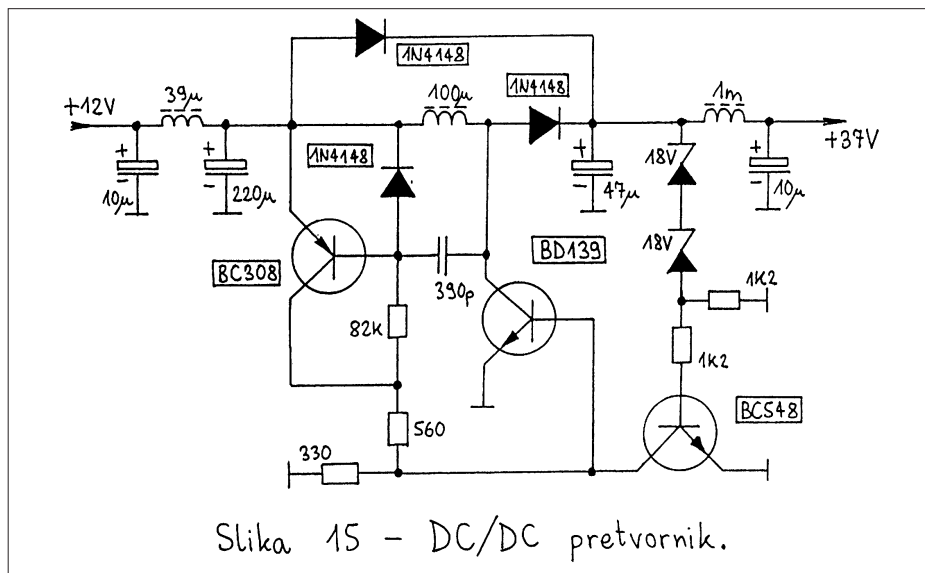 1N4148
+12V
39µ
100µ
1N4148
1m
+37V
+
-
10µ
+
-
220µ
1N4148
+
-
47µ
18V
+
-
10µ
18V
BC308
390p
BD139
1K2
82K
1K2
560
BC548
330
Slika 15 - DC/DC pretvornik.